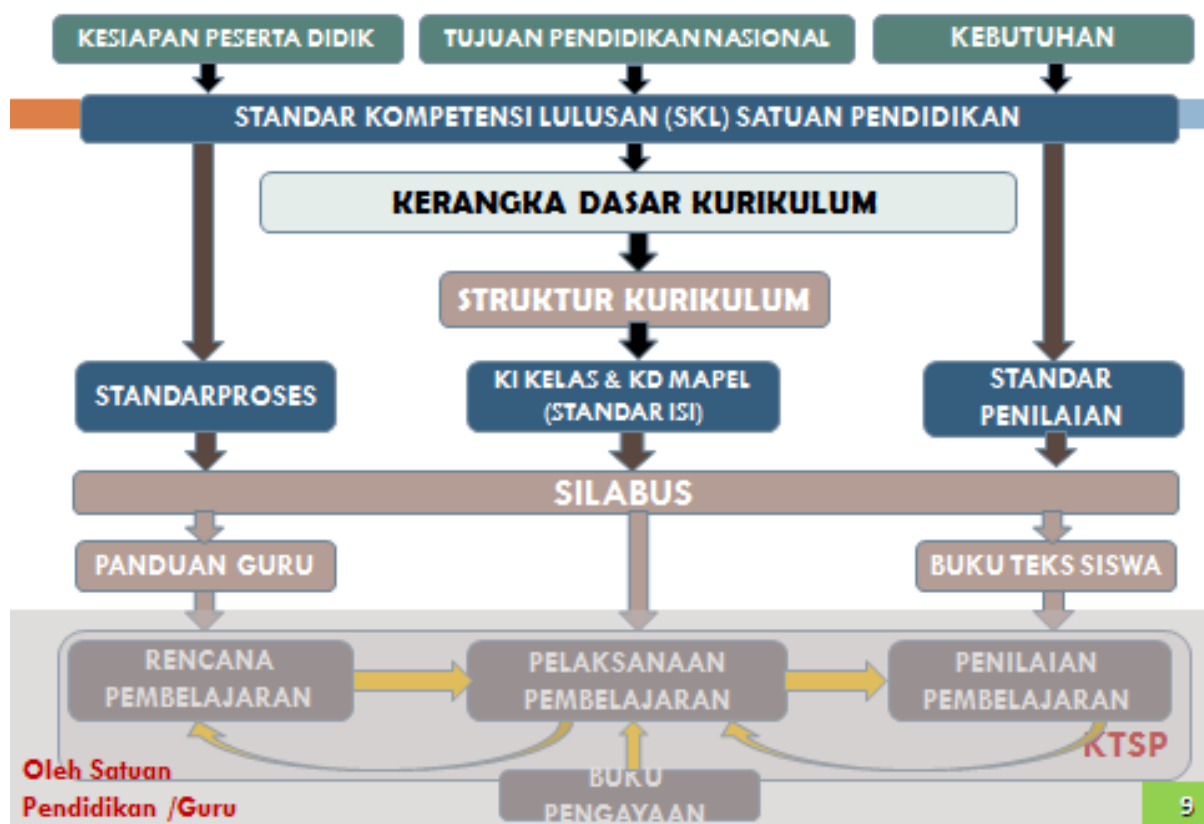 KESIAPAN PESERTA DIDIK
TUJUAN PENDIDIKAN NASIONAL
KEBUTUHAN
STANDAR KOMPETENSI LULUSAN (SKL) SATUAN PENDIDIKAN
KERANGKA DASAR KURIKULUM
STRUKTUR KURIKULUM
STANDARPROSES
KI KELAS & KD MAPEL
(STANDAR ISI)
STANDAR
PENILAIAN
SILABUS
PANDUAN GURU
BUKU TEKS SISWA
RENCANA
PEMBELAJARAN
PELAKSANAAN
PEMBELAJARAN
PENILAIAN
PEMBELAJARAN
KTSP
BUKU
PENGAYAAN
Oleh Satuan
Pendidikan /Guru
9